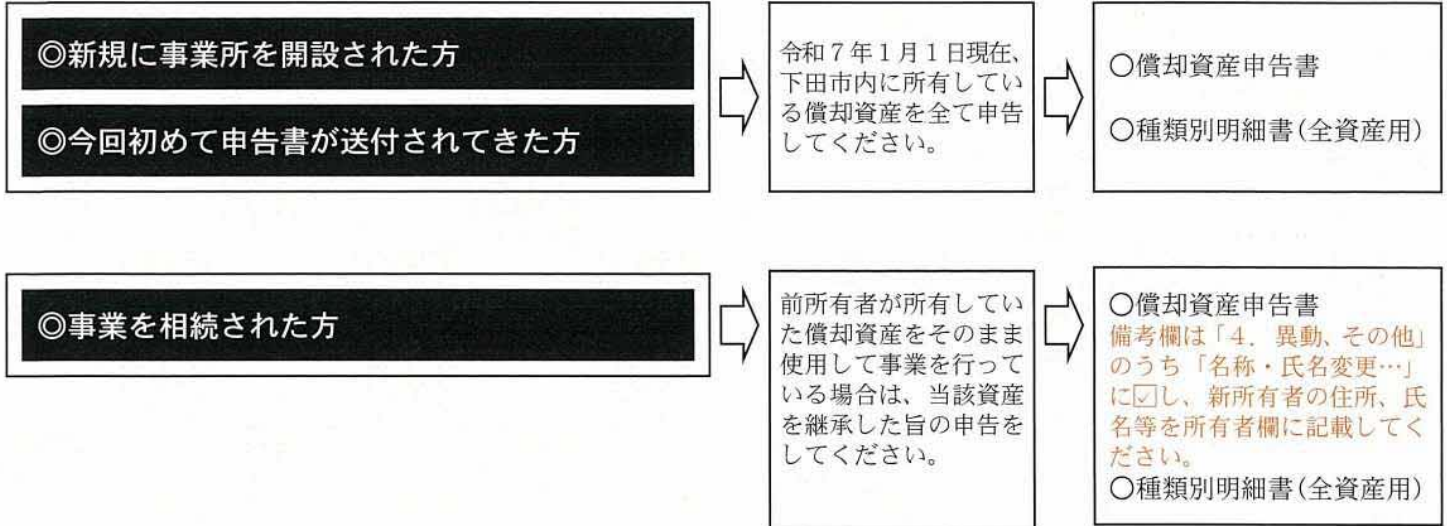 ◎新規に事業所を開設された方
◎今回初めて申告書が送付されてきた方
令和７年１月１日現在、
下田市内に所有してい
る償却資産を全て申告
してください。
○償却資産申告書
○種類別明細書(全資産用)
◎事業を相続された方
前所有者が所有してい
た償却資産をそのまま
使用して事業を行って
いる場合は、当該資産
を継承した旨の申告を
してください。
○償却資産申告書
備考欄は「４．異動、その他」
のうち「名称・氏名変更…」
に☑し、新所有者の住所、氏
名等を所有者欄に記載してく
ださい。
○種類別明細書(全資産用)